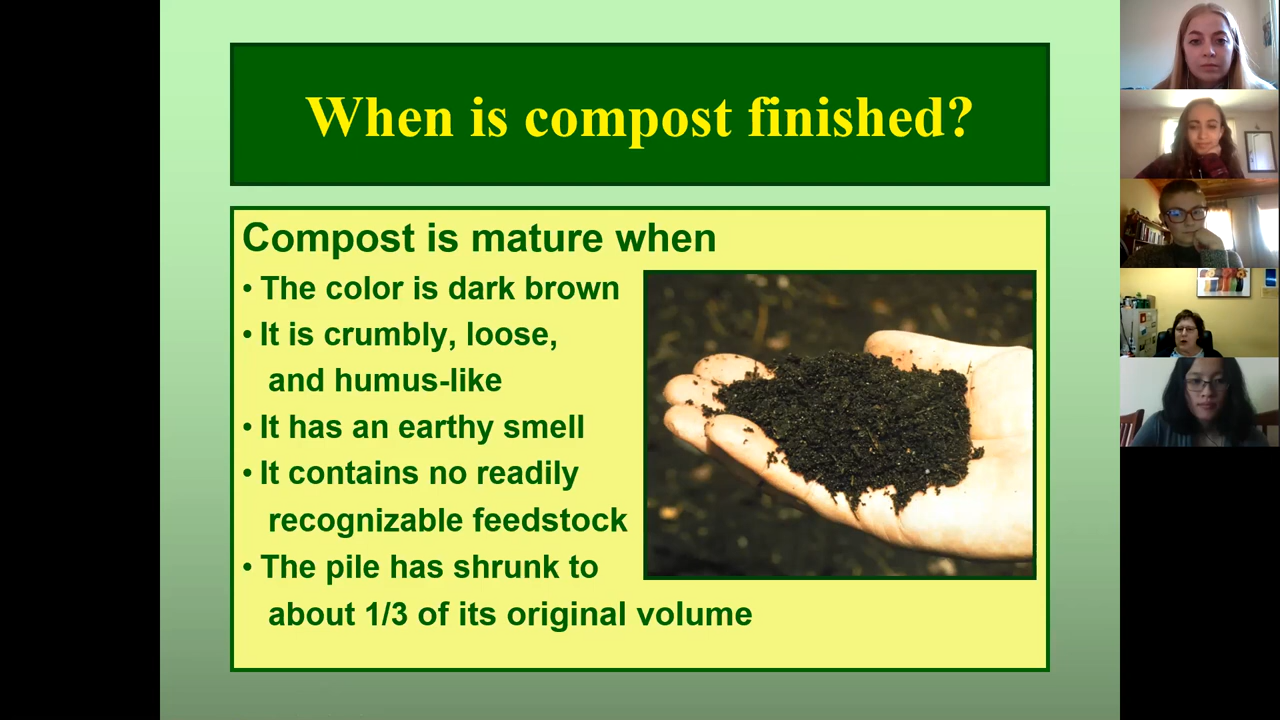 When is compost finished?
Compost is mature when
• The color is dark brown
• It is crumbly, loose,
and humus-like
• It has an earthy smell
• It contains no readily
recognizable feedstock
• The pile has shrunk to
about 1/3 of its original volume